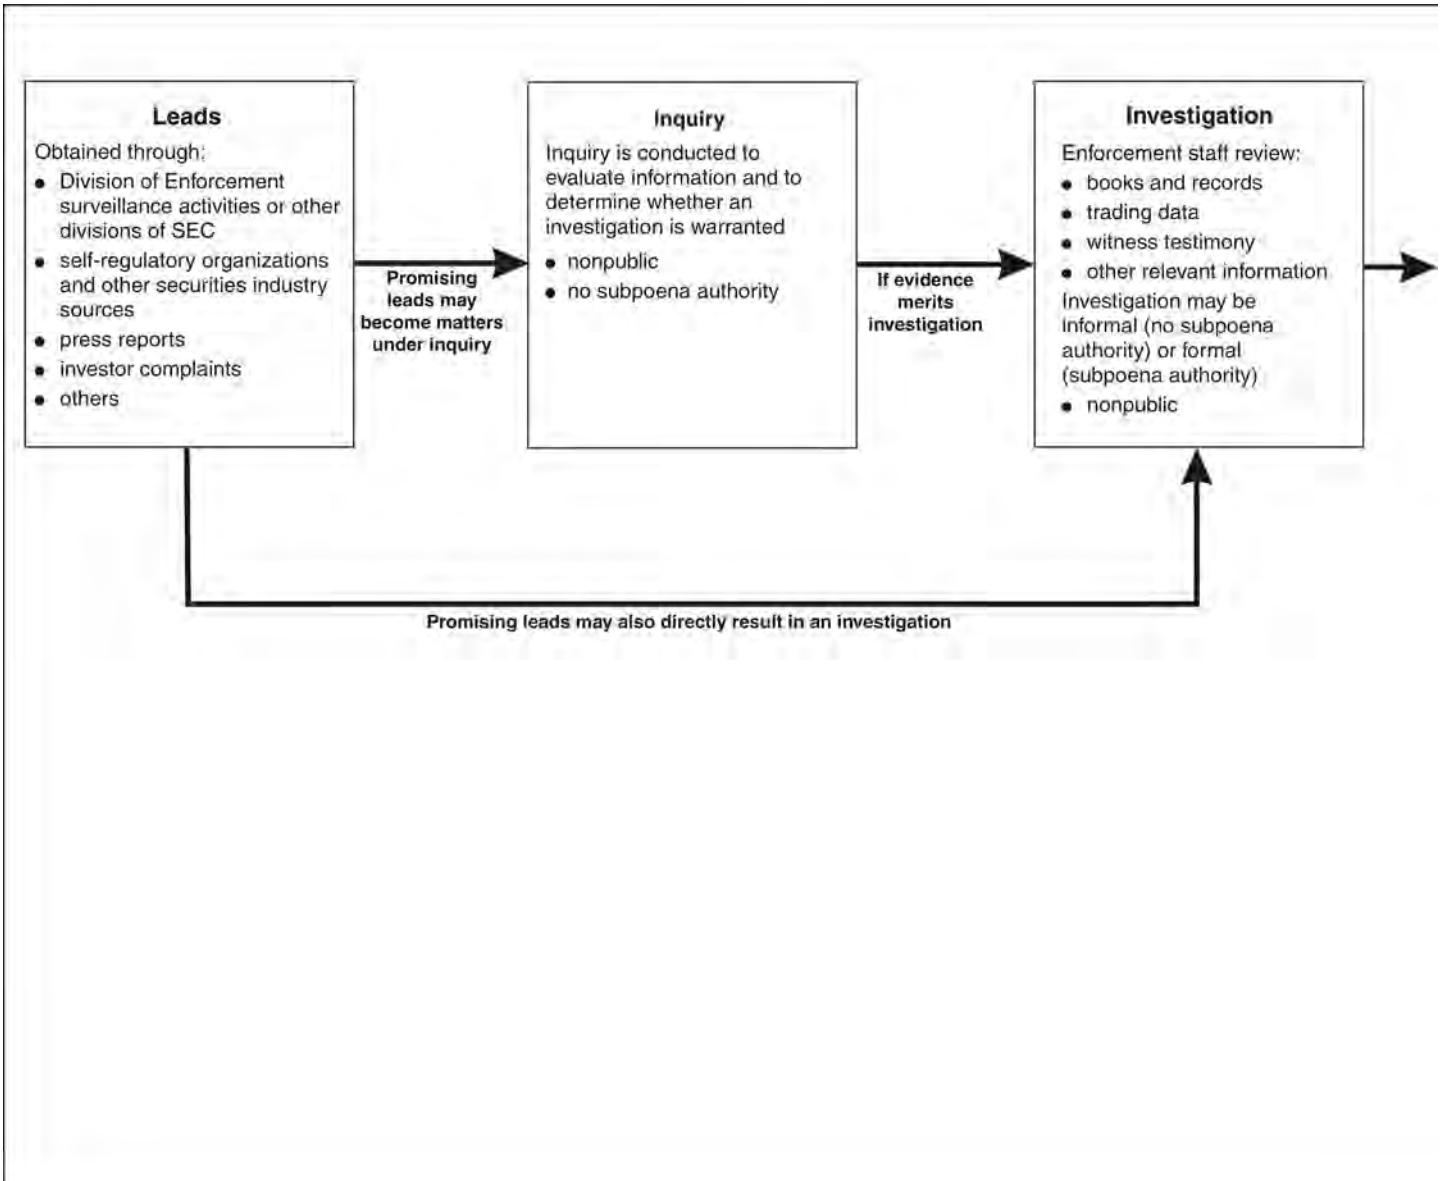 Leads
Obtained through:
● Division of Enforcement
surveillance activities or other
divisions of SEC
● self-regulatory organizations
and other securities industry
sources
● press reports
● investor complaints
● others
Promising
leads may
become matters
under inquiry
Inquiry
Inquiry is conducted to
evaluate information and to
determine whether an
investigation is warranted
● nonpublic
● no subpoena authority
If evidence
merits
investigation
Investigation
Enforcement staff review:
● books and records
● trading data
● witness testimony
● other relevant information
Investigation may be
informal (no subpoena
authority) or formal
(subpoena authority)
● nonpublic
Promising leads may also directly result in an investigation